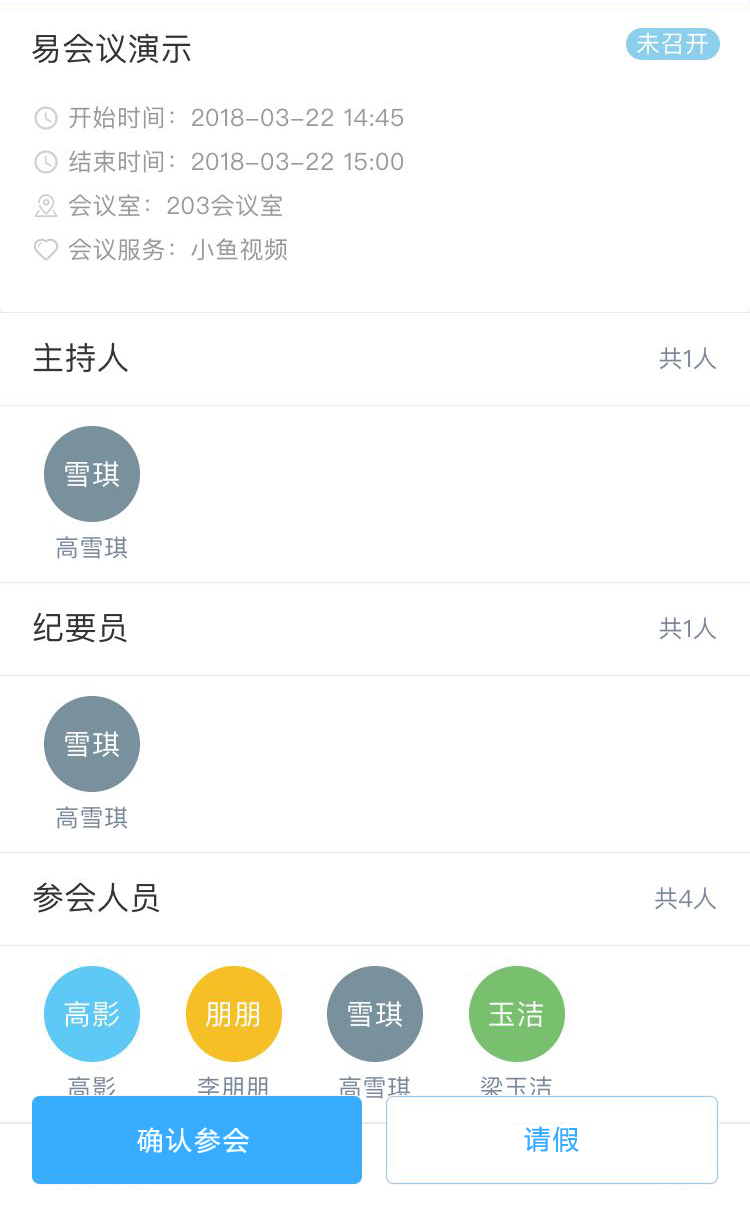 易会议演示 未召开
开始时间：2018-03-22 14:45
结束时间：2018-03-22 15:00
会议室：203会议室
会议服务：小鱼视频
主持人 共1人
雪琪
高雪琪
纪要员 共1人
雪琪
高雪琪
参会人员 共4人
高影 朋朋 雪琪 玉洁
高影 李朋朋 高雪琪 梁玉洁
确认参会 请假